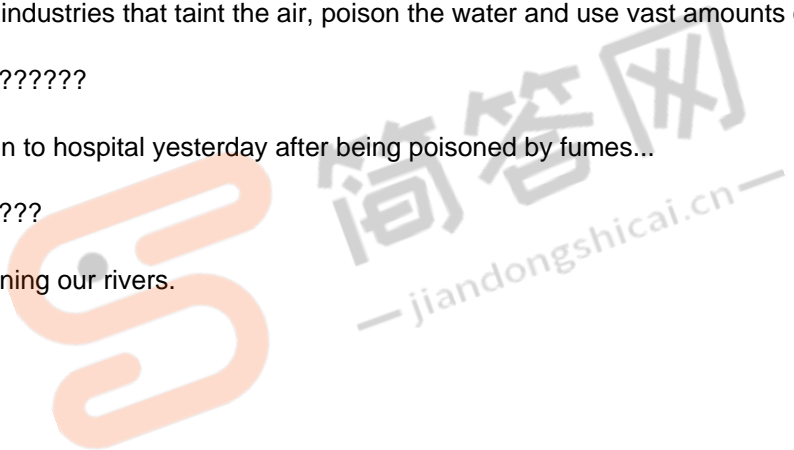 industries that taint the air, poison the water and use vast amounts
??????
n to hospital yesterday after being poisoned by fumes...
???
ning our rivers.
简答网
jiandongshicai.cn